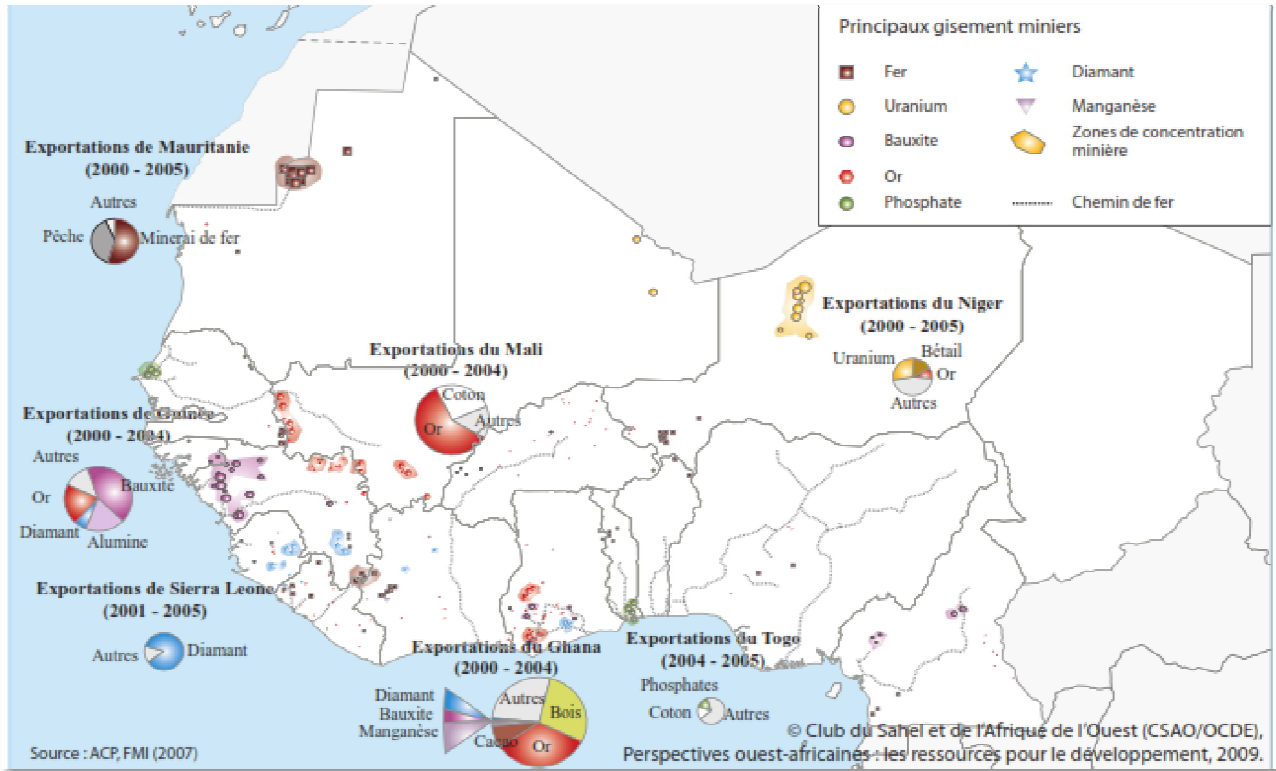 Principaux gisement miniers
Fer
Diamant
Uranium
Manganèse
Bauxite
Zones de concentration
minière
Or
Phosphate
Chemin de fer
Exportations de Mauritanie
(2000 - 2005)
Autres
Pêche
Minerai de fer
Exportations du Niger
(2000 - 2005)
Uranium
Bétail
Or
Autres
Exportations du Mali
(2000 - 2004)
Coton
Autres
Or
Exportations de Guinée
(2000 - 2004)
Autres
Bauxite
Or
Diamant
Alumine
Exportations de Sierra Leone
(2001 - 2005)
Autres
Diamant
Exportations du Ghana
(2000 - 2004)
Diamant
Bauxite
Manganèse
Autres
Bois
Cacao
Or
Exportations du Togo
(2004 - 2005)
Phosphates
Coton
Autres
Source : ACP, FMI (2007)
© Club du Sahel et de l'Afrique de l'Ouest (CSAO/OCDE),
Perspectives ouest-africaines : les ressources pour le développement, 2009.